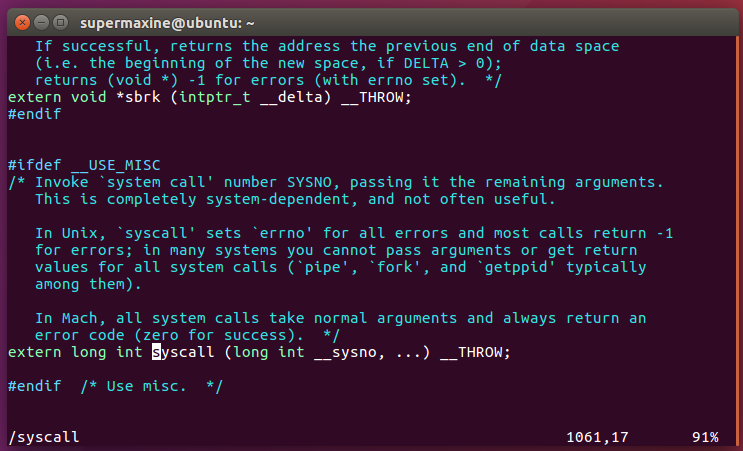 supermaxine@ubuntu: ~
If successful, returns the address the previous end of data space
(i.e. the beginning of the new space, if DELTA > 0);
returns (void *) -1 for errors (with errno set).  */
extern void *sbrk (intptr_t __delta) __THROW;
#endif
#ifdef __USE_MISC
/* Invoke `system call' number SYSNO, passing it the remaining arguments.
This is completely system-dependent, and not often useful.
In Unix, `syscall' sets `errno' for all errors and most calls return -1
for errors; in many systems you cannot pass arguments or get return
values for all system calls (`pipe', `fork', and `getppid' typically
among them).
In Mach, all system calls take normal arguments and always return an
error code (zero for success).  */
extern long int syscall (long int __sysno, ...) __THROW;
#endif  /* Use misc.  */
/syscall 1061,17 91%